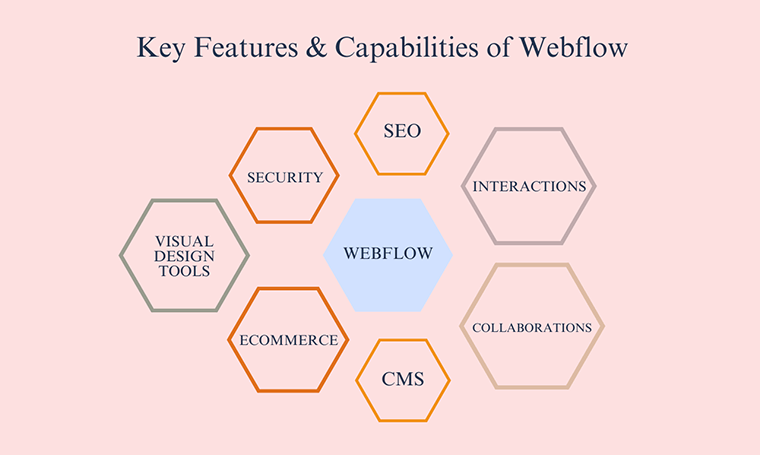 Key Features & Capabilities of Webflow
SEO
SECURITY
INTERACTIONS
VISUAL
DESIGN
TOOLS
WEBFLOW
ECOMMERCE
COLLABORATIONS
CMS